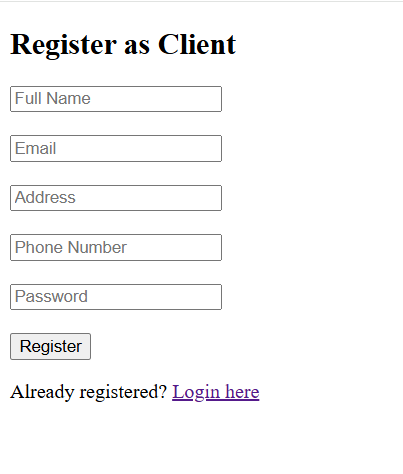 Register as Client
Full Name
Email
Address
Phone Number
Password
Register
Already registered? Login here